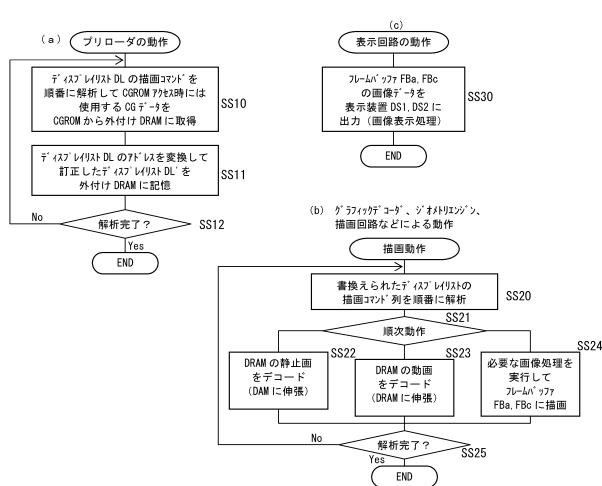 (a)
プリローダの動作
ﾃﾞｨｽﾌﾟﾚｲﾘｽﾄ DL の描画ｺﾏﾝﾄﾞを
順番に解析して CGROM ｱｸｾｽ時には
使用する CG ﾃﾞｰﾀを
CGROM から外付け DRAM に取得
SS10
ﾃﾞｨｽﾌﾟﾚｲﾘｽﾄ DL のｱﾄﾞﾚｽを変換して
訂正したﾃﾞｨｽﾌﾟﾚｲﾘｽﾄ DL' を
外付け DRAM に記憶
SS11
No
解析完了？
SS12
Yes
END
(c)
表示回路の動作
ﾌﾚｰﾑﾊﾞｯﾌｧ FBa, FBc
の画像ﾃﾞｰﾀを
表示装置 DS1, DS2 に
出力（画像表示処理）
SS30
END
(b) ｸﾞﾗﾌｨｯｸﾃﾞｺｰﾀﾞ、ｼﾞｵﾒﾄﾘｴﾝｼﾞﾝ、
描画回路などによる動作
描画動作
書換えられたﾃﾞｨｽﾌﾟﾚｲﾘｽﾄの
描画ｺﾏﾝﾄﾞ列を順番に解析
SS20
SS21
順次動作
SS22
DRAM の静止画
をデコード
（DAM に伸張）
SS23
DRAM の動画
をデコード
（DRAM に伸張）
SS24
必要な画像処理を
実行して
ﾌﾚｰﾑﾊﾞｯﾌｧ
FBa, FBc に描画
No
解析完了？
SS25
Yes
END